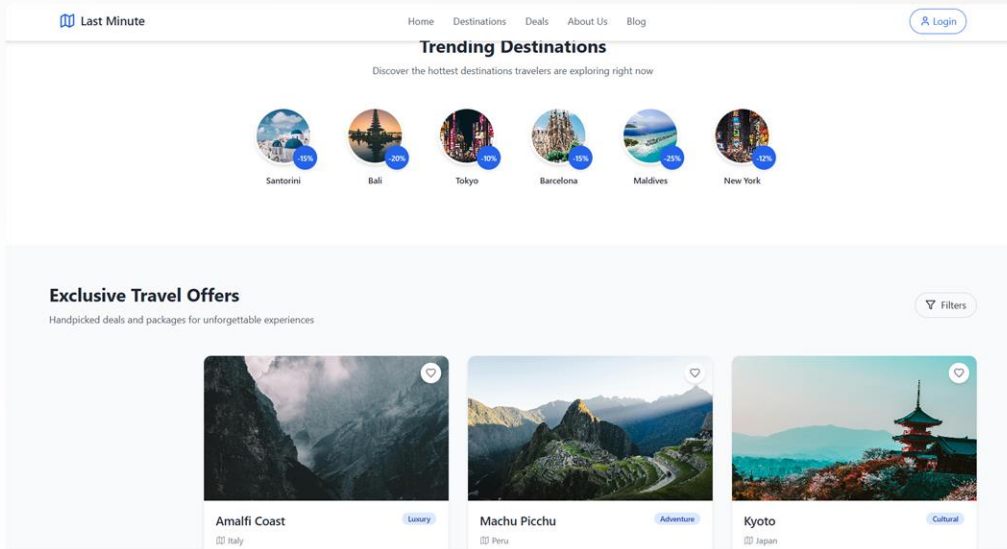 Last Minute
Home Destinations Deals About Us Blog
Login
Trending Destinations
Discover the hottest destinations travelers are exploring right now
-15% -20% -10% -15% -25% -12%
Santorini Bali Tokyo Barcelona Maldives New York
Exclusive Travel Offers
Filters
Handpicked deals and packages for unforgettable experiences
Amalfi Coast Luxury
Italy
Machu Picchu Adventure
Peru
Kyoto Cultural
Japan